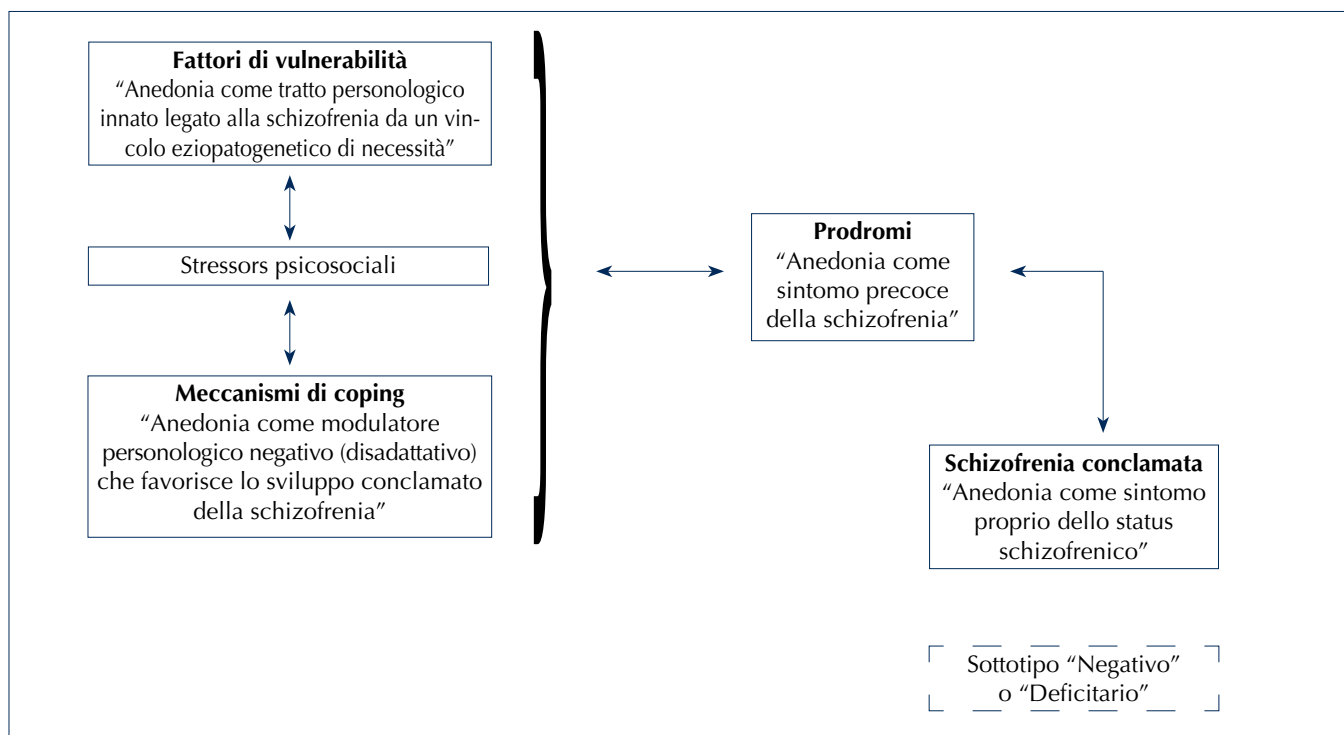 Fattori di vulnerabilità
“Anedonia come tratto personologico
innato legato alla schizofrenia da un vin-
colo eziopatogenetico di necessità”
Stressors psicosociali
Meccanismi di coping
“Anedonia come modulatore
personologico negativo (disadattativo)
che favorisce lo sviluppo conclamato
della schizofrenia”
Prodromi
“Anedonia come
sintomo precoce
della schizofrenia”
Schizofrenia conclamata
“Anedonia come sintomo
proprio dello status
schizofrenico”
Sottotipo “Negativo”
o “Deficitario”